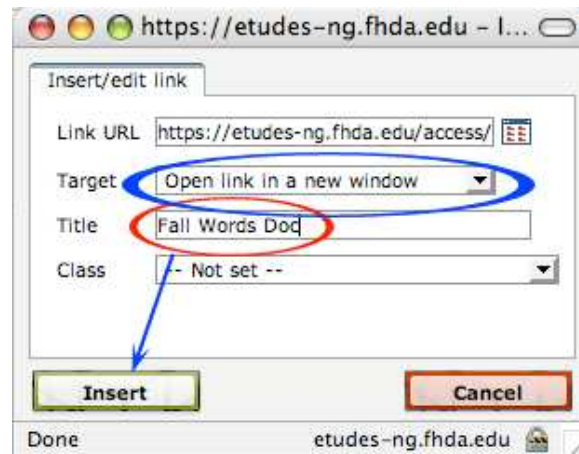 https://etudes-ng.fhda.edu – I...
Insert/edit link
Link URL https://etudes-ng.fhda.edu/access/
Target Open link in a new window
Title Fall Words Doc
Class -- Not set --
Insert Cancel
Done etudes-ng.fhda.edu